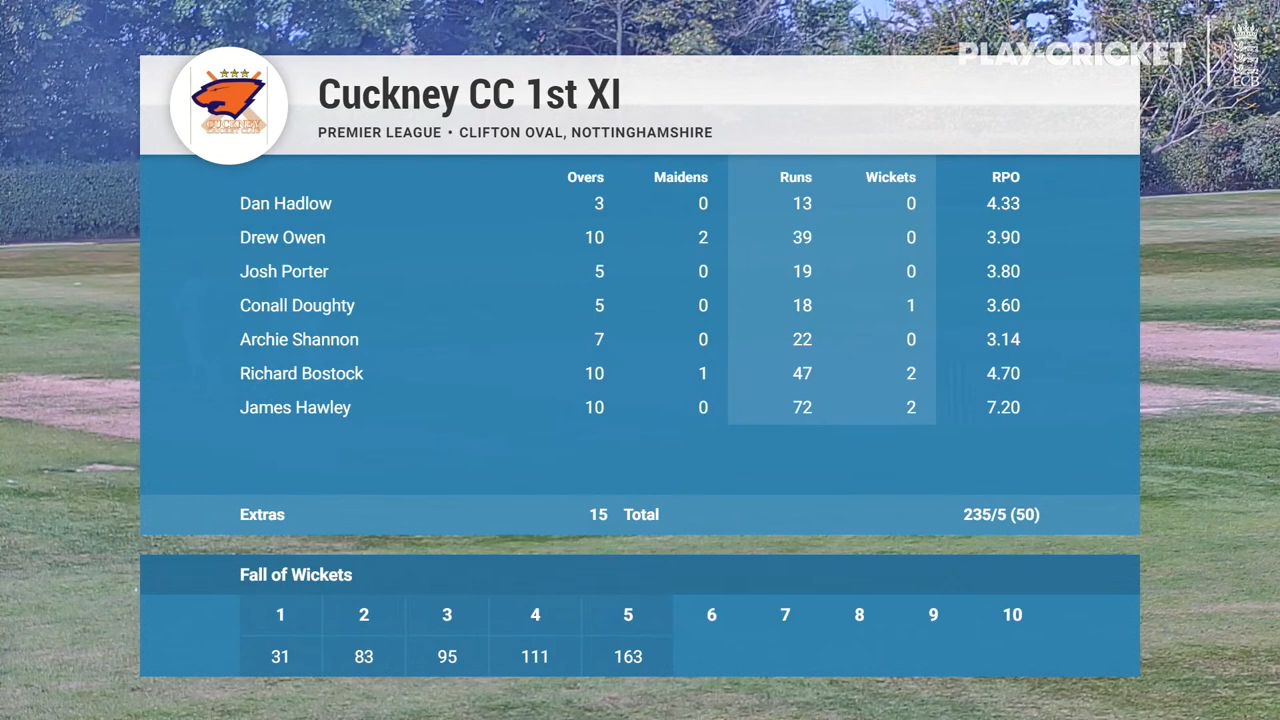 PLAY-CRICKET
ECB
CUCKNEY
CRICKET CLUB
Cuckney CC 1st XI
PREMIER LEAGUE • CLIFTON OVAL, NOTTINGHAMSHIRE
Overs Maidens Runs Wickets RPO
Dan Hadlow 3 0 13 0 4.33
Drew Owen 10 2 39 0 3.90
Josh Porter 5 0 19 0 3.80
Conall Doughty 5 0 18 1 3.60
Archie Shannon 7 0 22 0 3.14
Richard Bostock 10 1 47 2 4.70
James Hawley 10 0 72 2 7.20
Extras 15 Total 235/5 (50)
Fall of Wickets
1 2 3 4 5 6 7 8 9 10
31 83 95 111 163